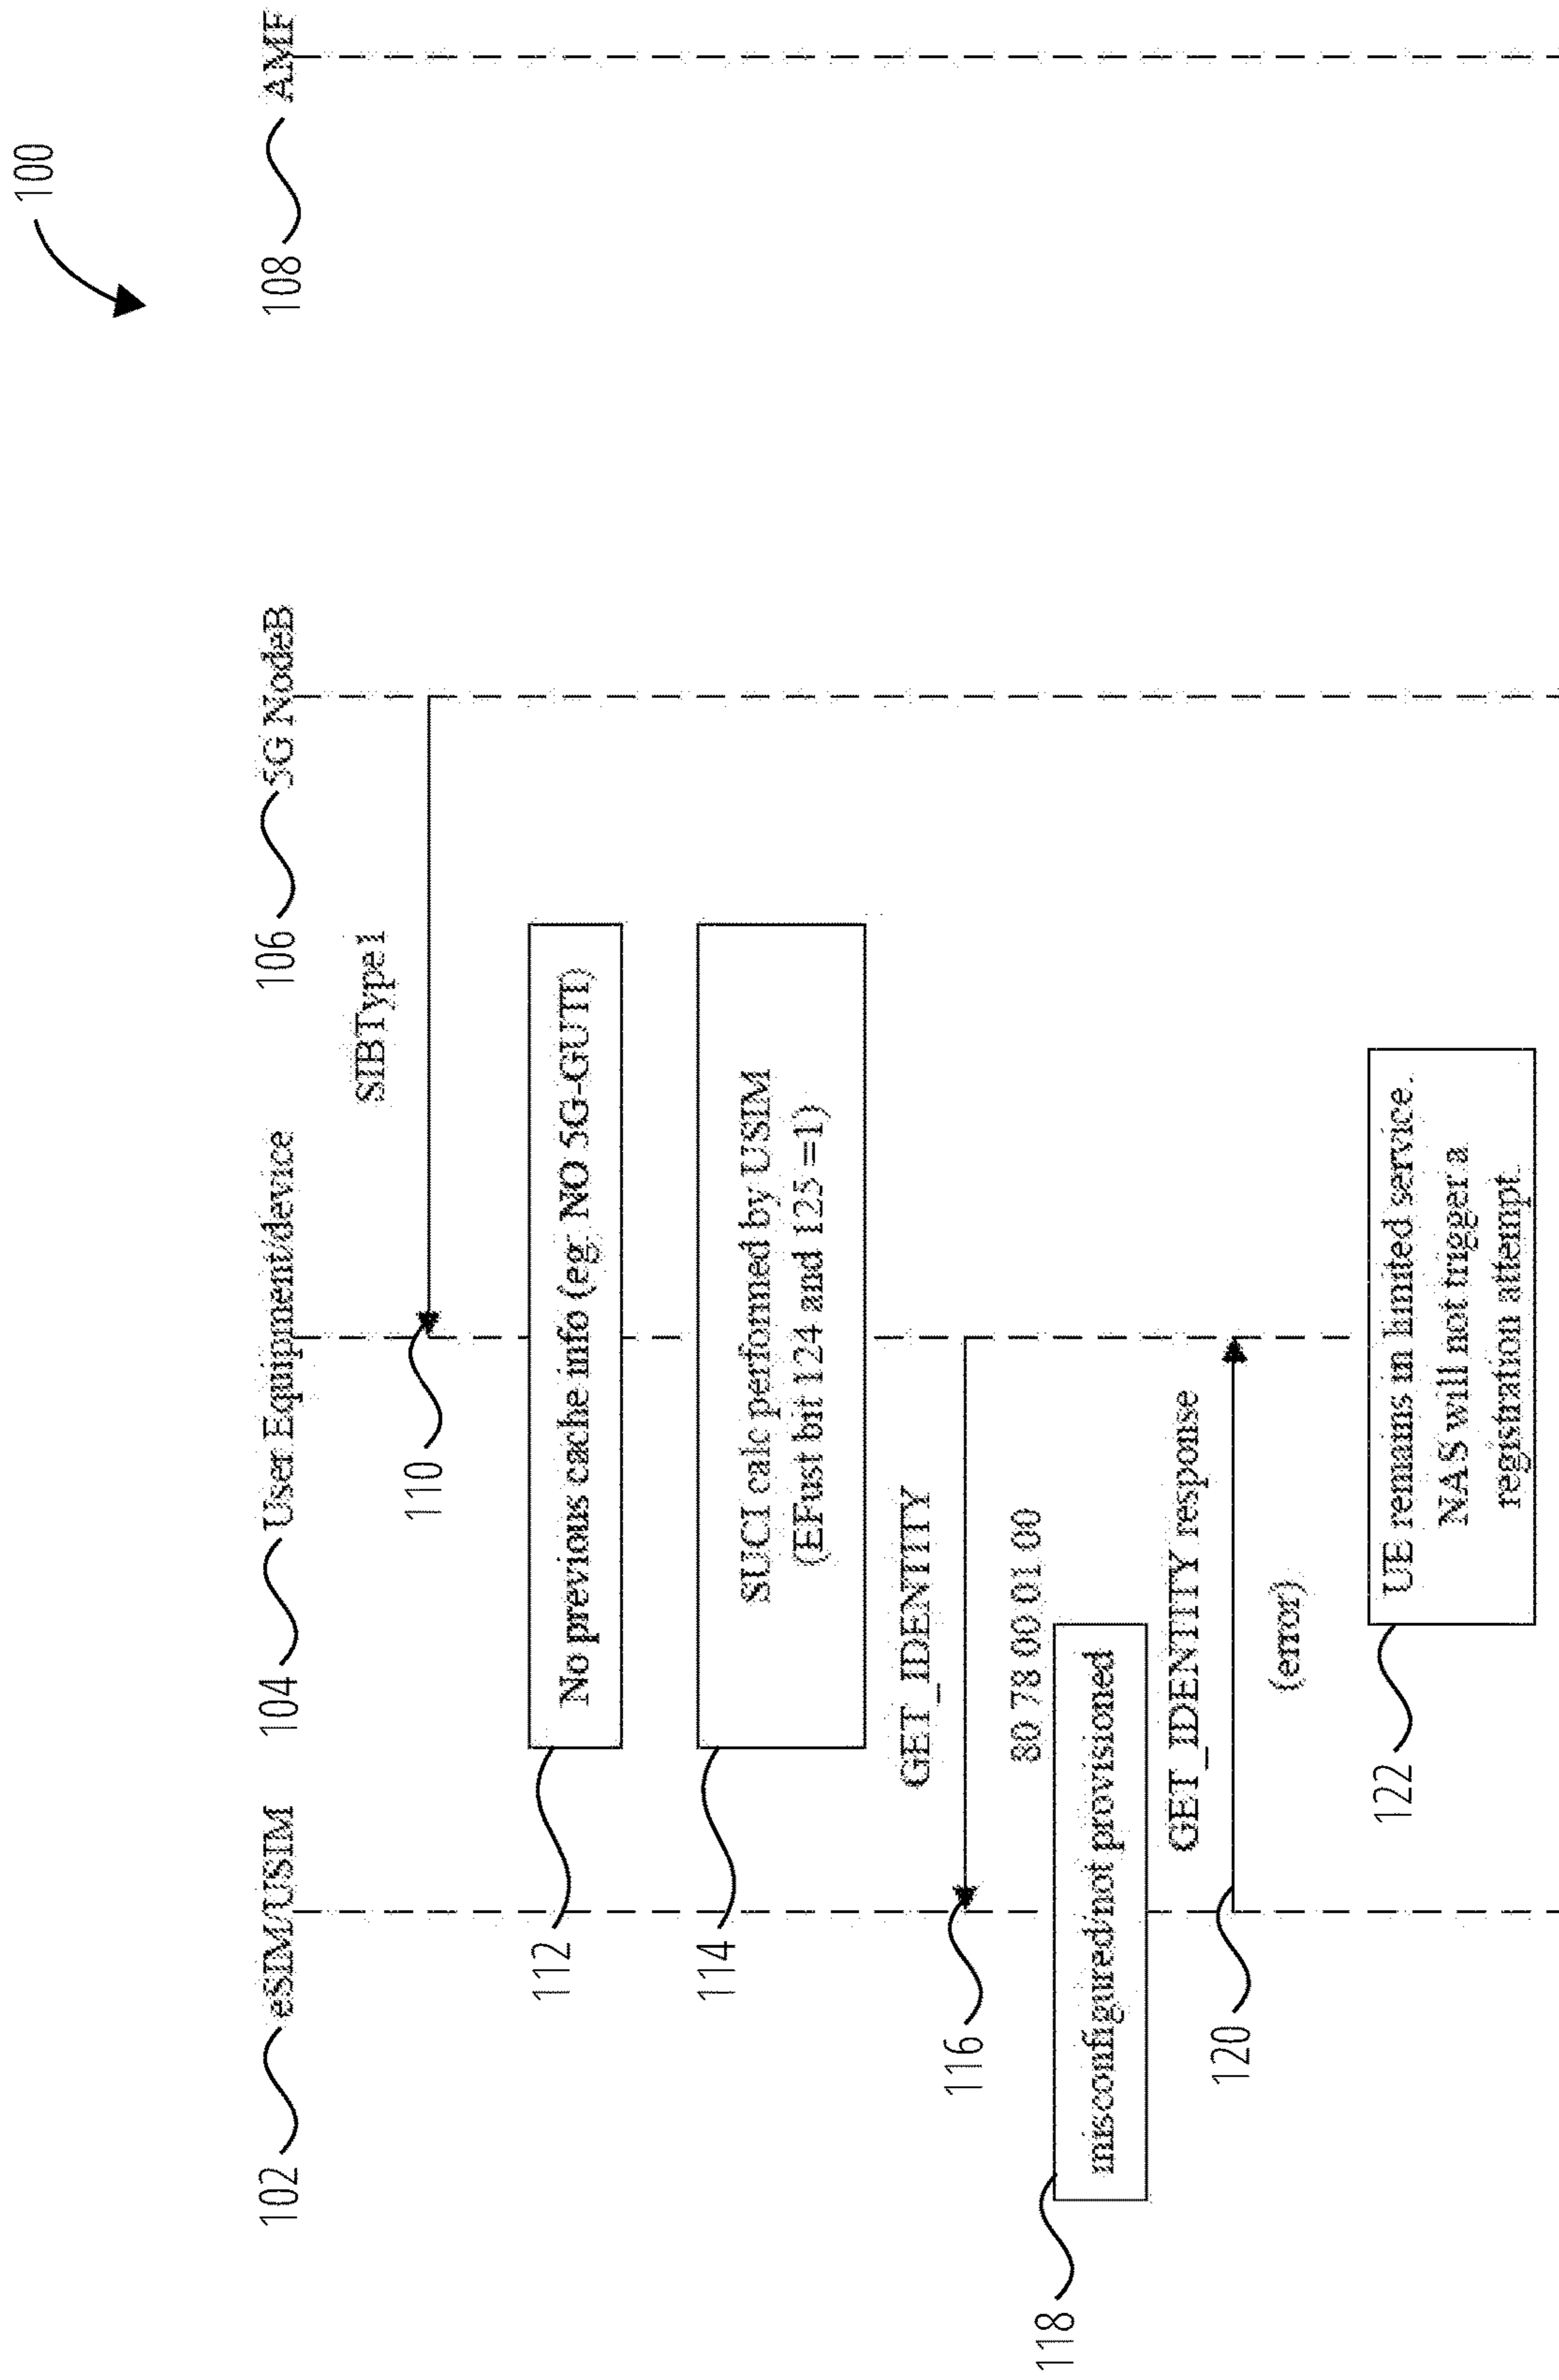 100
102
eSIM/USIM
104
User Equipment/device
106
5G NodeB
108
AMF
SIBType1
110
112
No previous cache info (eg. NO 5G-GUTI)
114
SUCI calc performed by USIM
(EFust bit 124 and 125 =1)
GET_IDENTITY
116
80 78 00 01 00
118
misconfigured/not provisioned
GET_IDENTITY response
120
(error)
122
UE remains in limited service.
NAS will not trigger a
registration attempt.